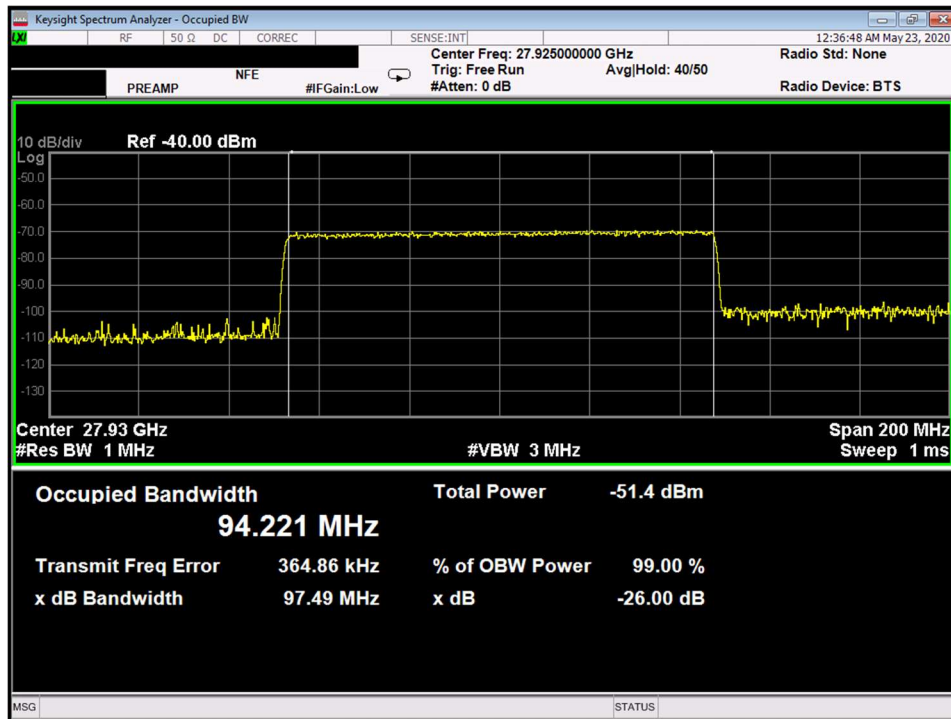 Keysight Spectrum Analyzer - Occupied BW
LXI RF 50 Ω DC CORREC SENSE:INT 12:36:48 AM May 23, 2020
Center Freq: 27.925000000 GHz Radio Std: None
NFE Trig: Free Run Avg|Hold: 40/50
PREAMP #IFGain:Low #Atten: 0 dB Radio Device: BTS
10 dB/div Ref -40.00 dBm
Log
-50.0
-60.0
-70.0
-80.0
-90.0
-100
-110
-120
-130
Center 27.93 GHz Span 200 MHz
#Res BW 1 MHz #VBW 3 MHz Sweep 1 ms
Occupied Bandwidth Total Power -51.4 dBm
94.221 MHz
Transmit Freq Error 364.86 kHz % of OBW Power 99.00 %
x dB Bandwidth 97.49 MHz x dB -26.00 dB
MSG STATUS